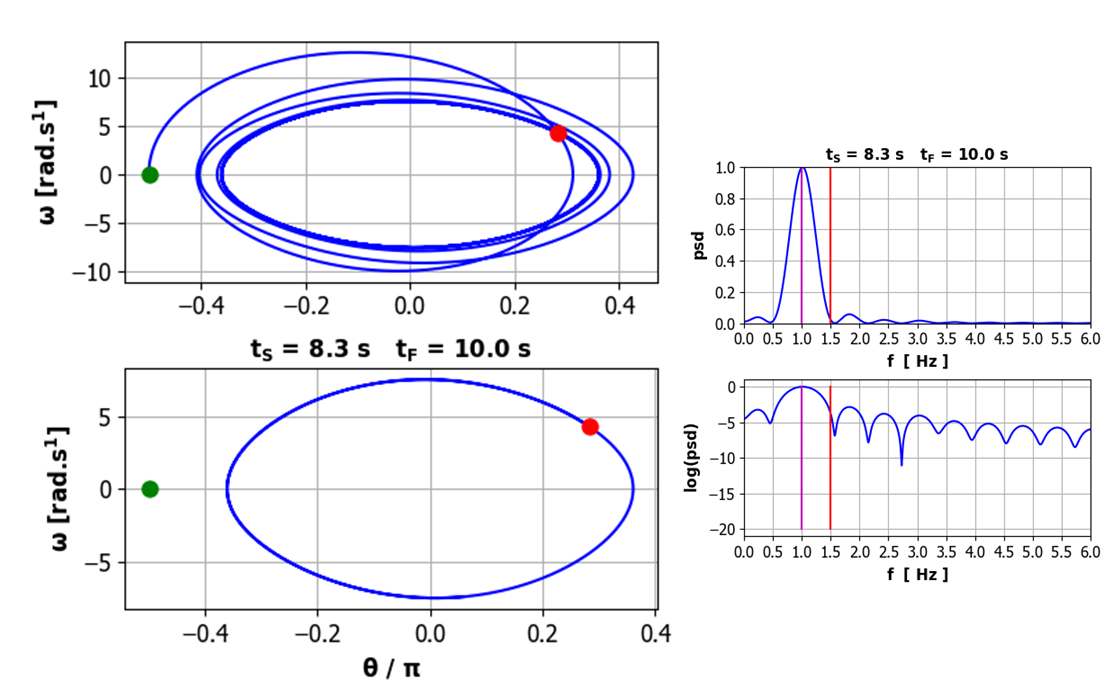 ω [rad.s¹]
10
5
0
−5
−10
−0.4 −0.2 0.0 0.2 0.4
tS = 8.3 s tF = 10.0 s
ω [rad.s¹]
5
0
−5
−0.4 −0.2 0.0 0.2 0.4
θ / π
tS = 8.3 s tF = 10.0 s
psd
1.0
0.8
0.6
0.4
0.2
0.0
0.0 0.5 1.0 1.5 2.0 2.5 3.0 3.5 4.0 4.5 5.0 5.5 6.0
f [ Hz ]
log(psd)
0
−5
−10
−15
−20
0.0 0.5 1.0 1.5 2.0 2.5 3.0 3.5 4.0 4.5 5.0 5.5 6.0
f [ Hz ]